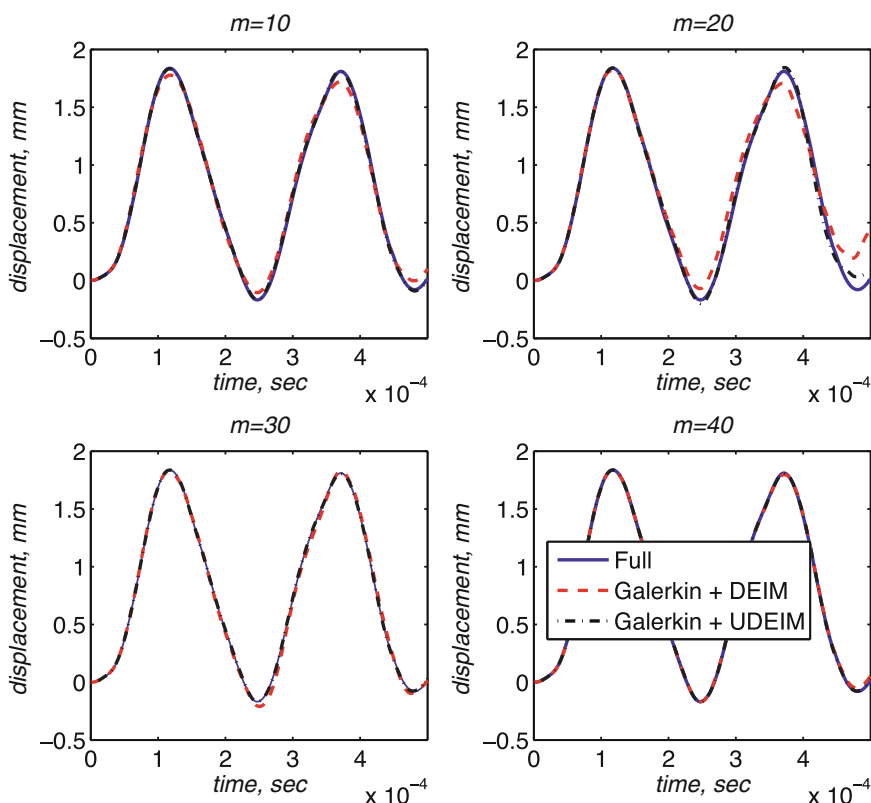 m=10
displacement, mm
2
1.5
1
0.5
0
−0.5
0 1 2 3 4
time, sec
x 10⁻⁴
m=20
displacement, mm
2
1.5
1
0.5
0
−0.5
0 1 2 3 4
time, sec
x 10⁻⁴
m=30
displacement, mm
2
1.5
1
0.5
0
−0.5
0 1 2 3 4
time, sec
x 10⁻⁴
m=40
displacement, mm
2
1.5
1
0.5
0
−0.5
Full
Galerkin + DEIM
Galerkin + UDEIM
0 1 2 3 4
time, sec
x 10⁻⁴